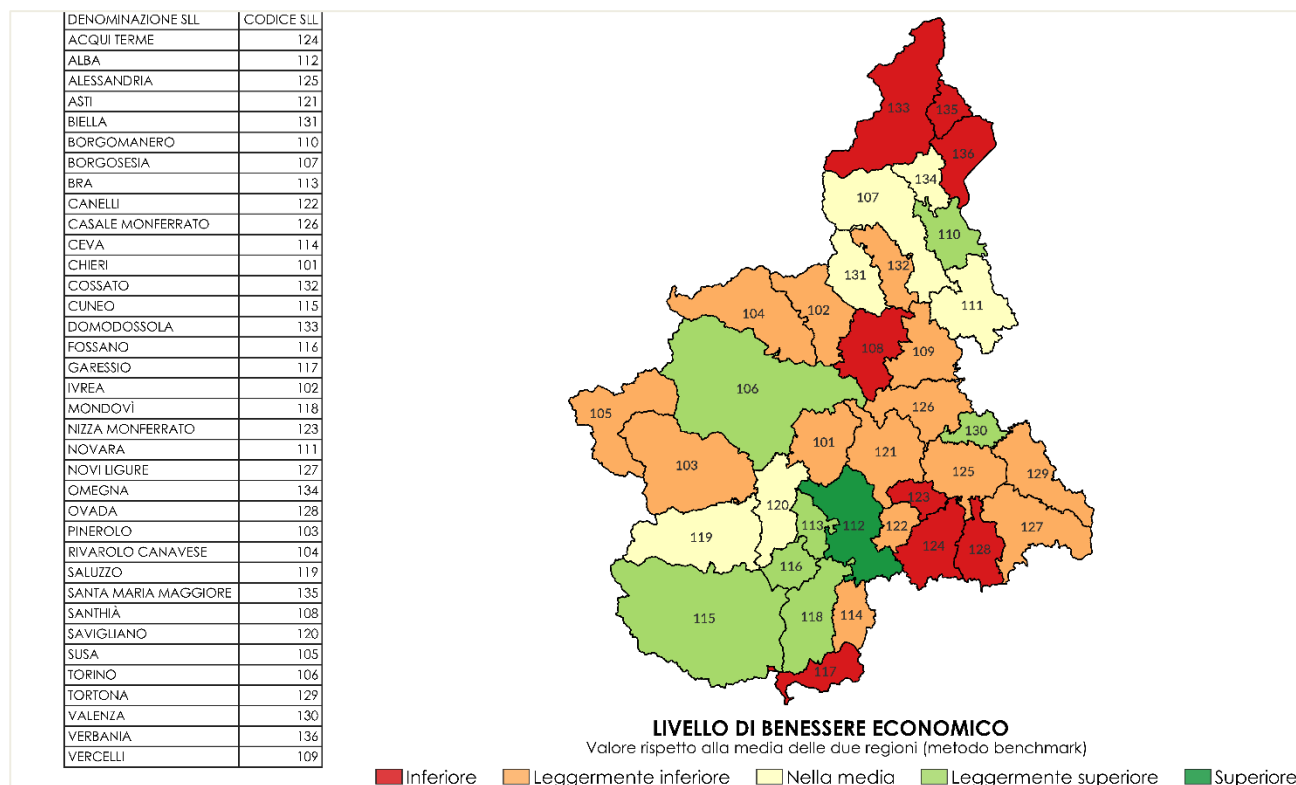 DENOMINAZIONE SLL CODICE SLL
ACQUI TERME 124
ALBA 112
ALESSANDRIA 125
ASTI 121
BIELLA 131
BORGOMANERO 110
BORGOSESIA 107
BRA 113
CANELLI 122
CASALE MONFERRATO 126
CEVA 114
CHIERI 101
COSSATO 132
CUNEO 115
DOMODOSSOLA 133
FOSSANO 116
GARESSIO 117
IVREA 102
MONDOVÌ 118
NIZZA MONFERRATO 123
NOVARA 111
NOVI LIGURE 127
OMEGNA 134
OVADA 128
PINEROLO 103
RIVAROLO CANAVESE 104
SALUZZO 119
SANTA MARIA MAGGIORE 135
SANTHIÀ 108
SAVIGLIANO 120
SUSA 105
TORINO 106
TORTONA 129
VALENZA 130
VERBANIA 136
VERCELLI 109
133
135
136
134
107
110
132
131
111
104
102
108
109
106
105
126
130
101
121
103
125
129
123
120
113
112
122
127
119
124
128
116
115
118
114
117
LIVELLO DI BENESSERE ECONOMICO
Valore rispetto alla media delle due regioni (metodo benchmark)
Inferiore Leggermente inferiore Nella media Leggermente superiore Superiore